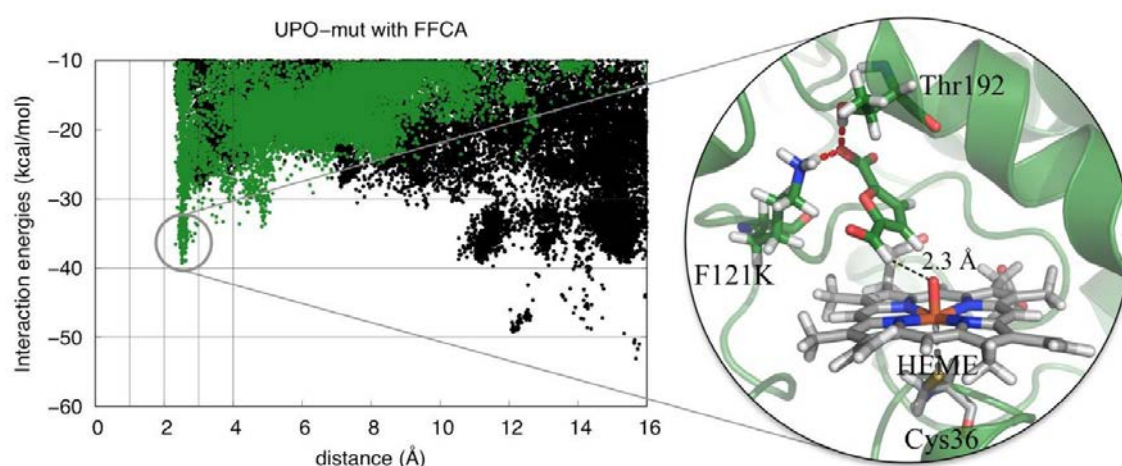 UPO−mut with FFCA
Interaction energies (kcal/mol)
−10
−20
−30
−40
−50
−60
0 2 4 6 8 10 12 14 16
distance (Å)
Thr192
F121K
2.3 Å
HEME
Cys36